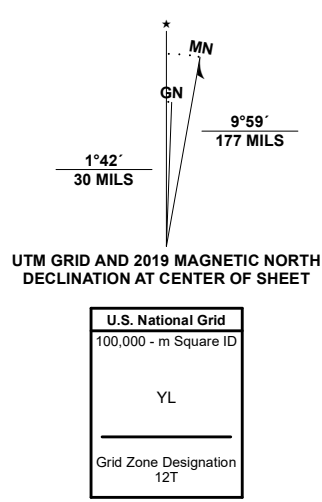 ★
MN
GN
9°59´
177 MILS
1°42´
30 MILS
UTM GRID AND 2019 MAGNETIC NORTH
DECLINATION AT CENTER OF SHEET
U.S. National Grid
100,000 - m Square ID
YL
Grid Zone Designation
12T